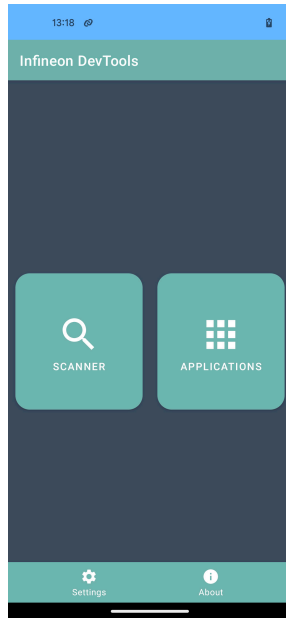 13:18
Infineon DevTools
SCANNER
APPLICATIONS
Settings
About